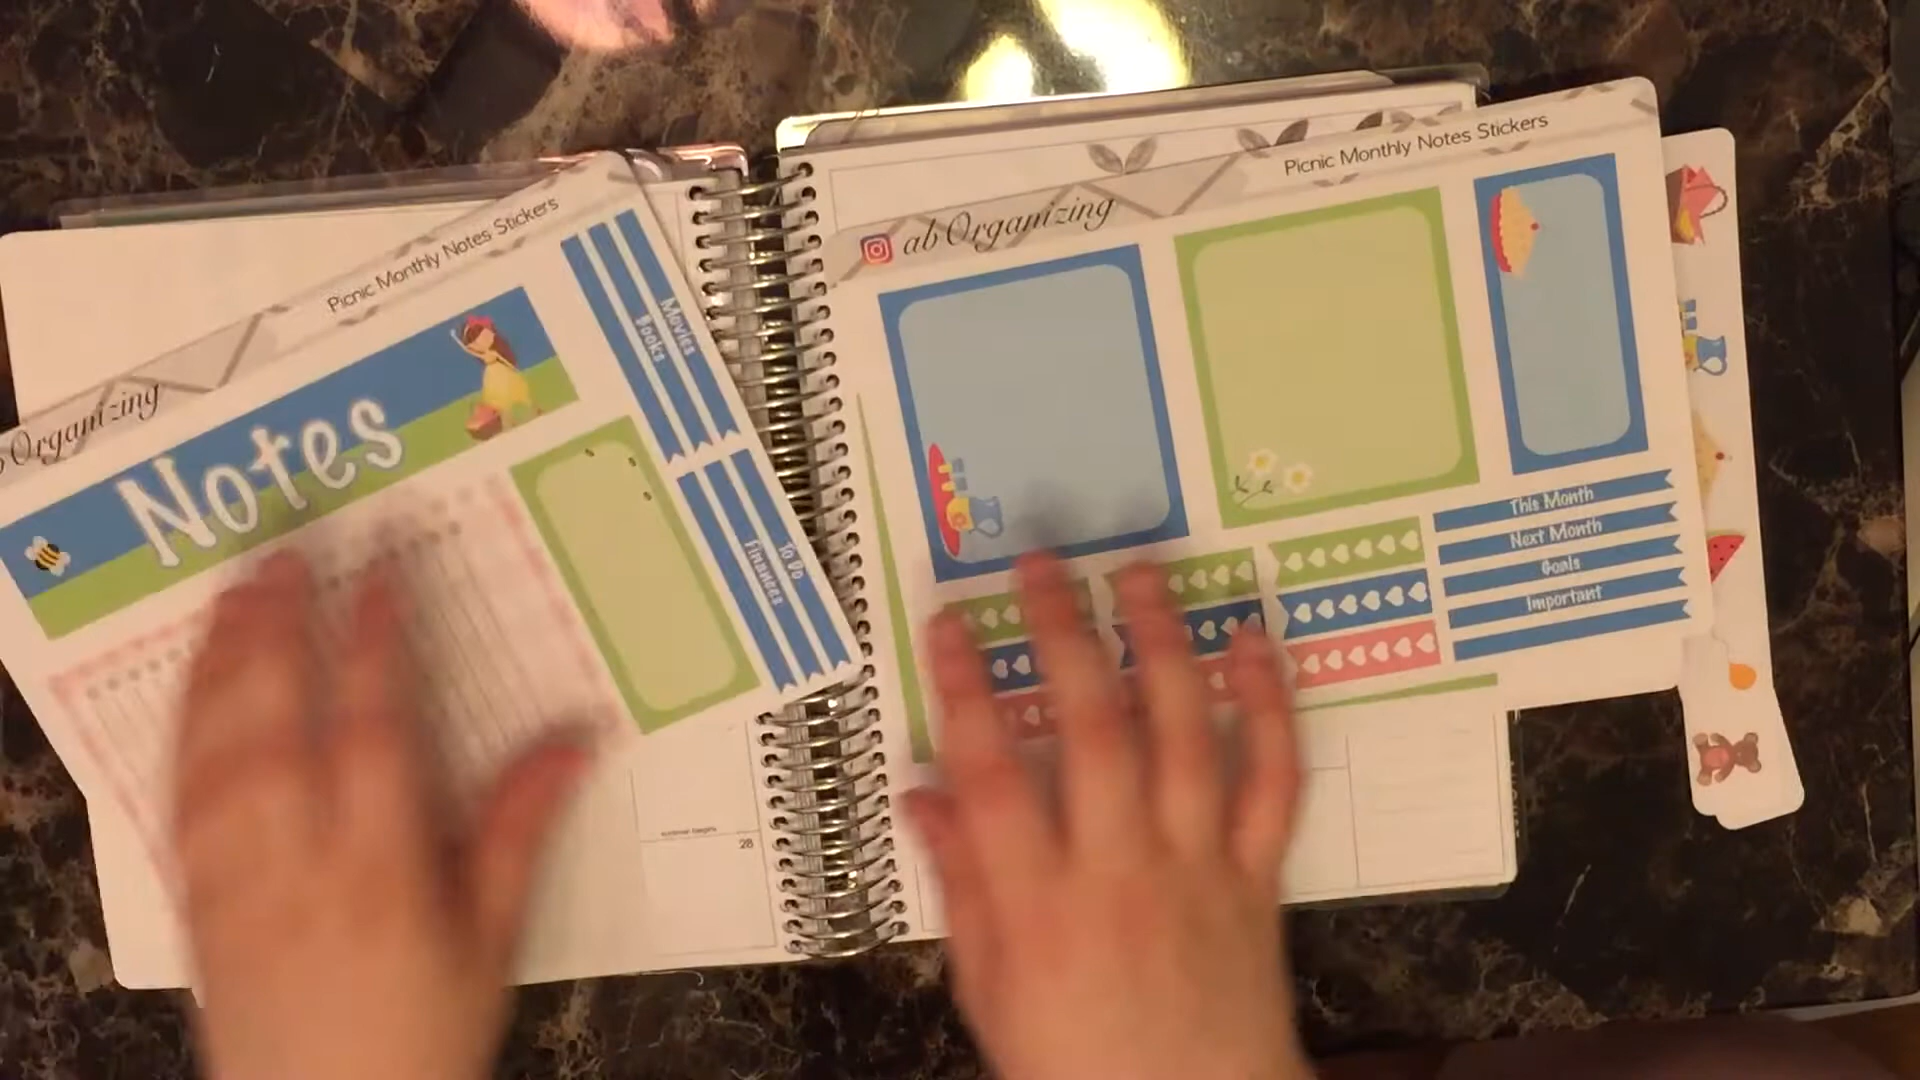 Picnic Monthly Notes Stickers
Organizing
Notes
Movies
Books
To Do
Finances
28
Picnic Monthly Notes Stickers
ab Organizing
This Month
Next Month
Goals
Important